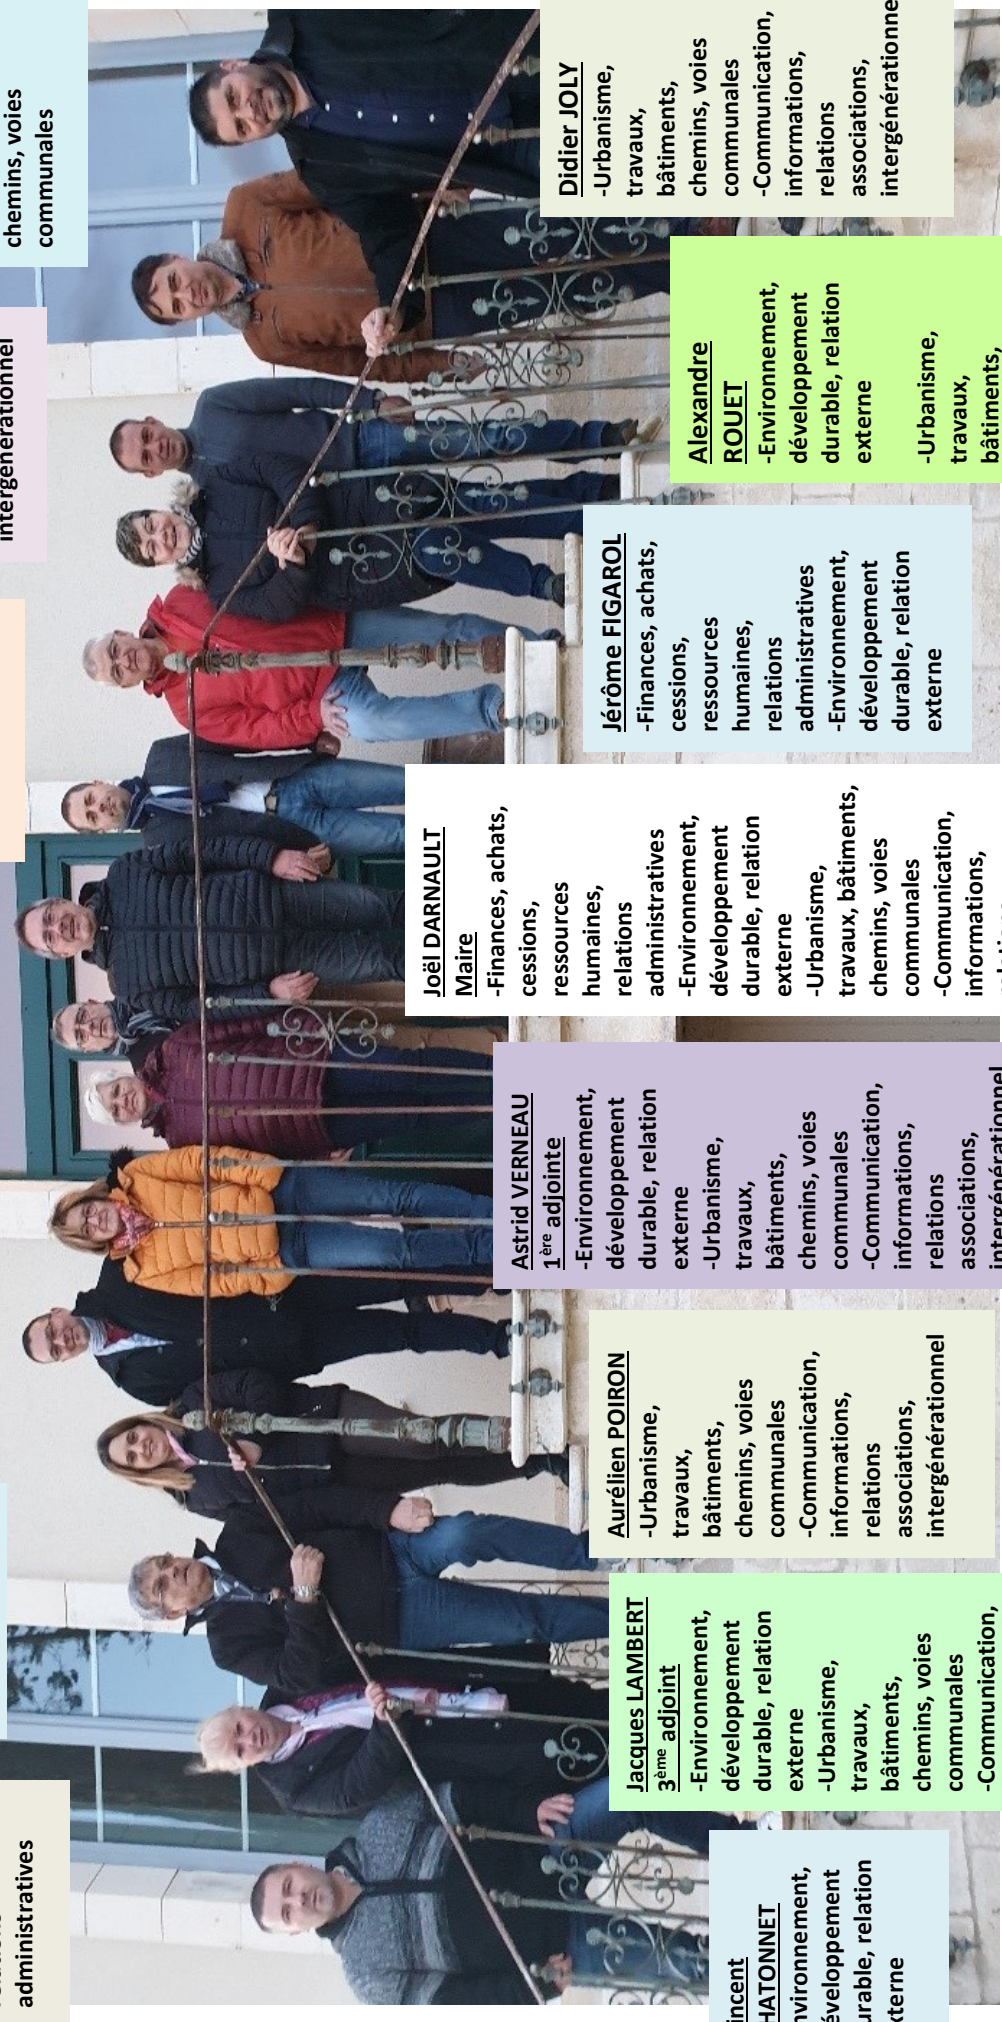 administratives
intergénérationnel
chemins, voies
communales
incent
HATONNET
nvironnement,
éveloppement
urable, relation
xterne
Jacques LAMBERT
3ème adjoint
-Environnement,
développement
durable, relation
externe
-Urbanisme,
travaux,
bâtiments,
chemins, voies
communales
-Communication,
Aurélien POIRON
-Urbanisme,
travaux,
bâtiments,
chemins, voies
communales
-Communication,
informations,
relations
associations,
intergénérationnel
Astrid VERNEAU
1ère adjointe
-Environnement,
développement
durable, relation
externe
-Urbanisme,
travaux,
bâtiments,
chemins, voies
communales
-Communication,
informations,
relations
associations,
intergénérationnel
Joël DARNAULT
Maire
-Finances, achats,
cessions,
ressources
humaines,
relations
administratives
-Environnement,
développement
durable, relation
externe
-Urbanisme,
travaux, bâtiments,
chemins, voies
communales
-Communication,
informations,
Jérôme FIGAROL
-Finances, achats,
cessions,
ressources
humaines,
relations
administratives
-Environnement,
développement
durable, relation
externe
Alexandre
ROUET
-Environnement,
développement
durable, relation
externe
-Urbanisme,
travaux,
bâtiments,
Didier JOLY
-Urbanisme,
travaux,
bâtiments,
chemins, voies
communales
-Communication,
informations,
relations
associations,
intergénérationne